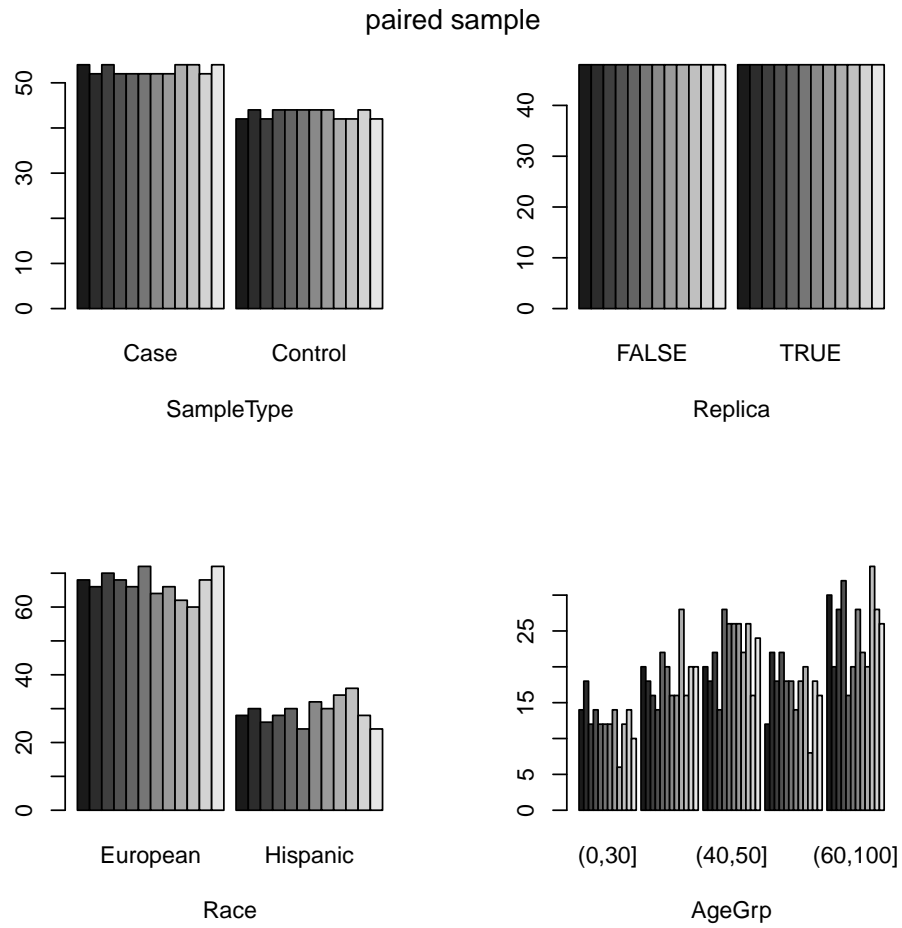 paired sample
0 10 30 50
Case Control
SampleType
0 10 20 30 40
FALSE TRUE
Replica
0 20 40 60
European Hispanic
Race
0 5 15 25
(0,30] (40,50] (60,100]
AgeGrp